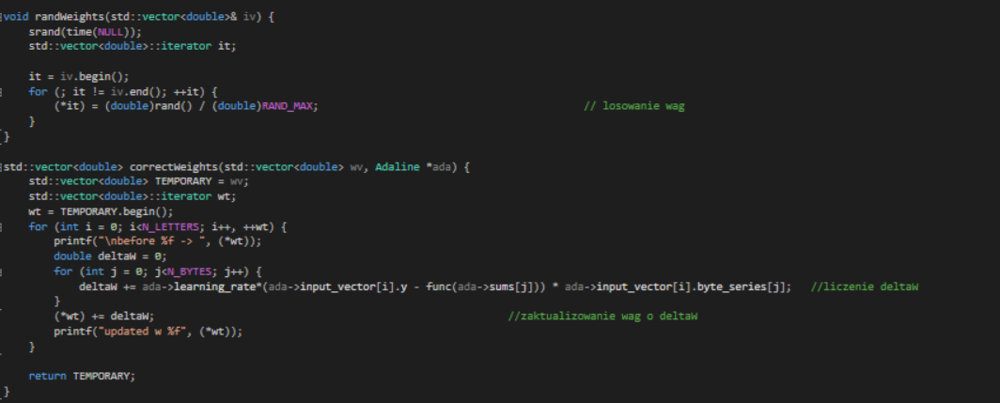 void randWeights(std::vector<double>& iv) {
    srand(time(NULL));
    std::vector<double>::iterator it;

    it = iv.begin();
    for (; it != iv.end(); ++it) {
        (*it) = (double)rand() / (double)RAND_MAX; // losowanie wag
    }
}

std::vector<double> correctWeights(std::vector<double> wv, Adaline *ada) {
    std::vector<double> TEMPORARY = wv;
    std::vector<double>::iterator wt;
    wt = TEMPORARY.begin();
    for (int i = 0; i<N_LETTERS; i++, ++wt) {
        printf("\nbefore %f -> ", (*wt));
        double deltaW = 0;
        for (int j = 0; j<N_BYTES; j++) {
            deltaW += ada->learning_rate*(ada->input_vector[i].y - func(ada->sums[j])) * ada->input_vector[i].byte_series[j]; //liczenie deltaW
        }
        (*wt) += deltaW; //zaktualizowanie wag o deltaW
        printf("updated w %f", (*wt));
    }

    return TEMPORARY;
}